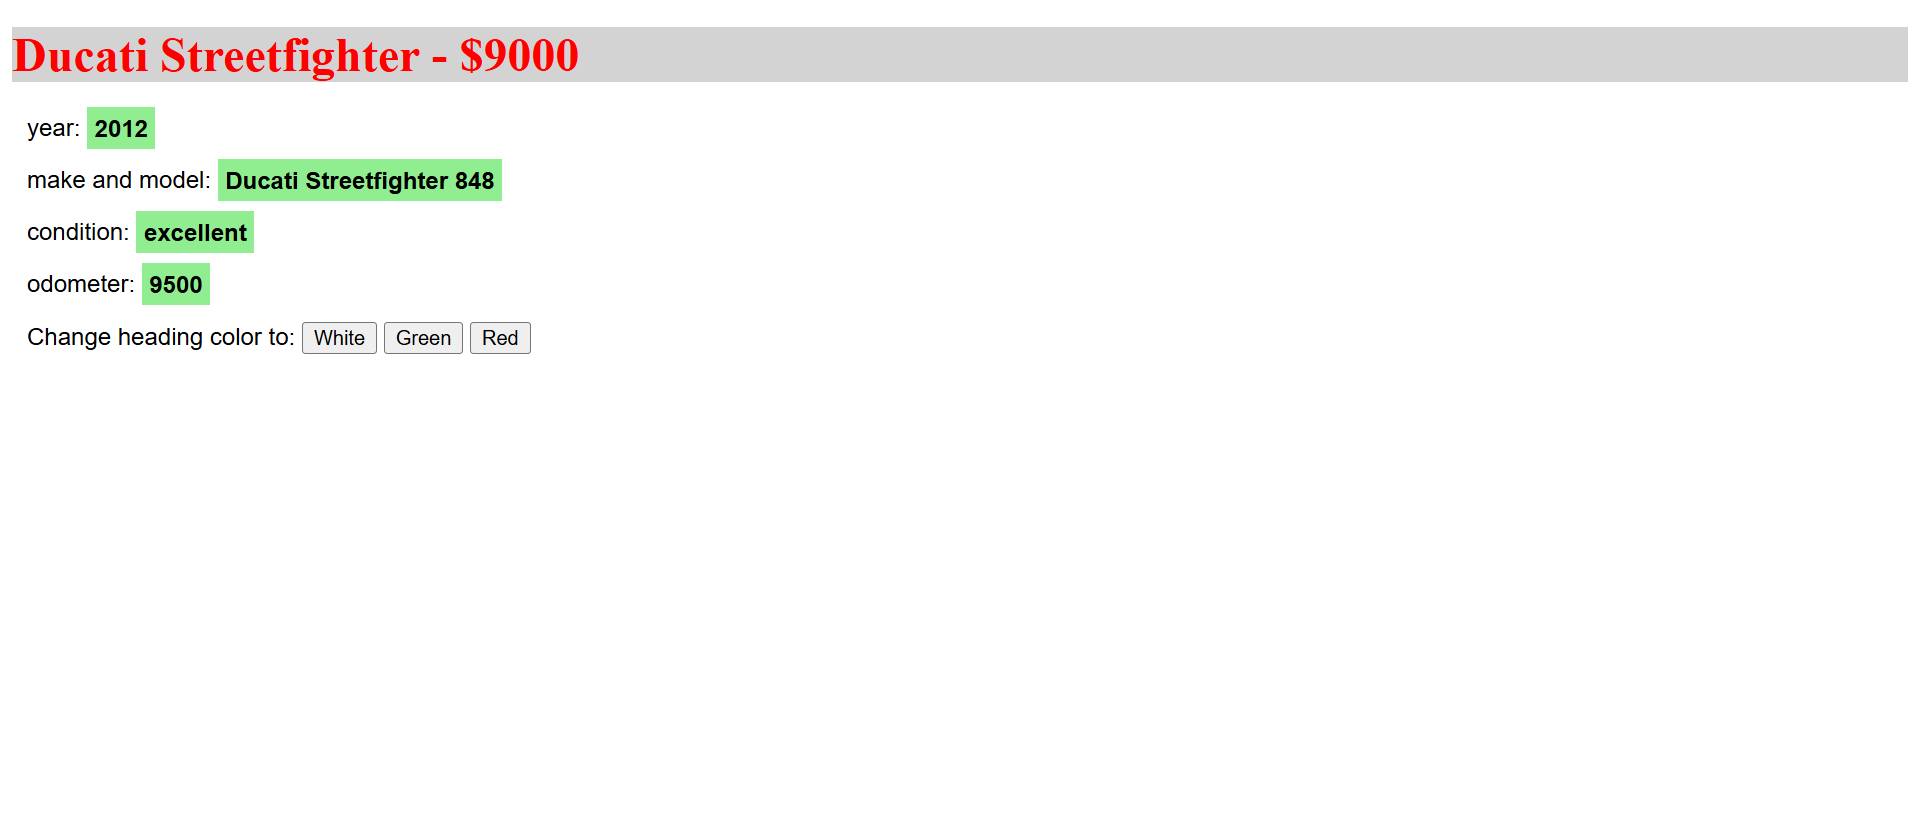 Ducati Streetfighter - $9000
year: 2012
make and model: Ducati Streetfighter 848
condition: excellent
odometer: 9500
Change heading color to: White Green Red